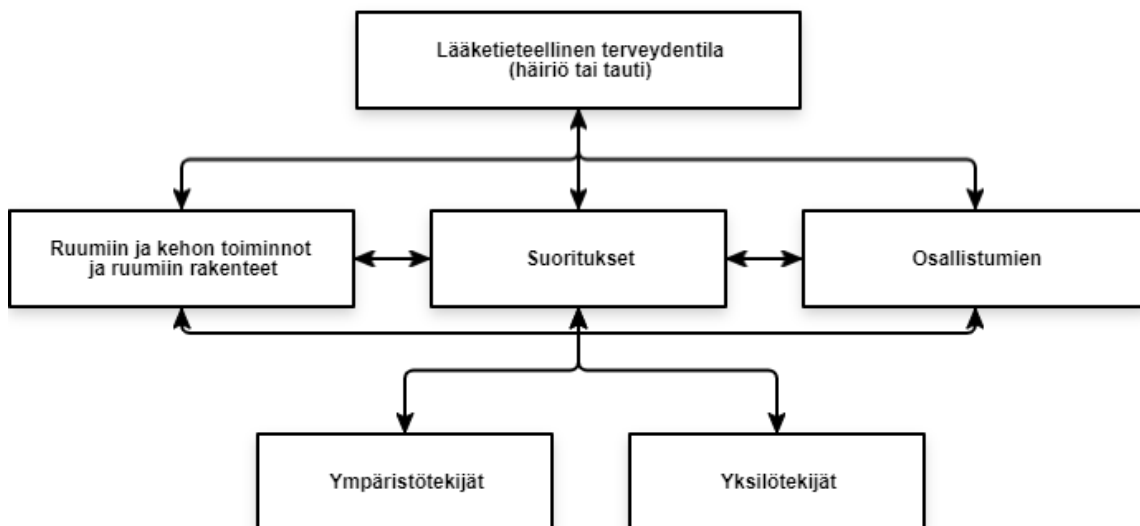 Lääketieteellinen terveydentila
(häiriö tai tauti)
Ruumiin ja kehon toiminnot
ja ruumiin rakenteet
Suoritukset
Osallistumien
Ympäristötekijät
Yksilötekijät